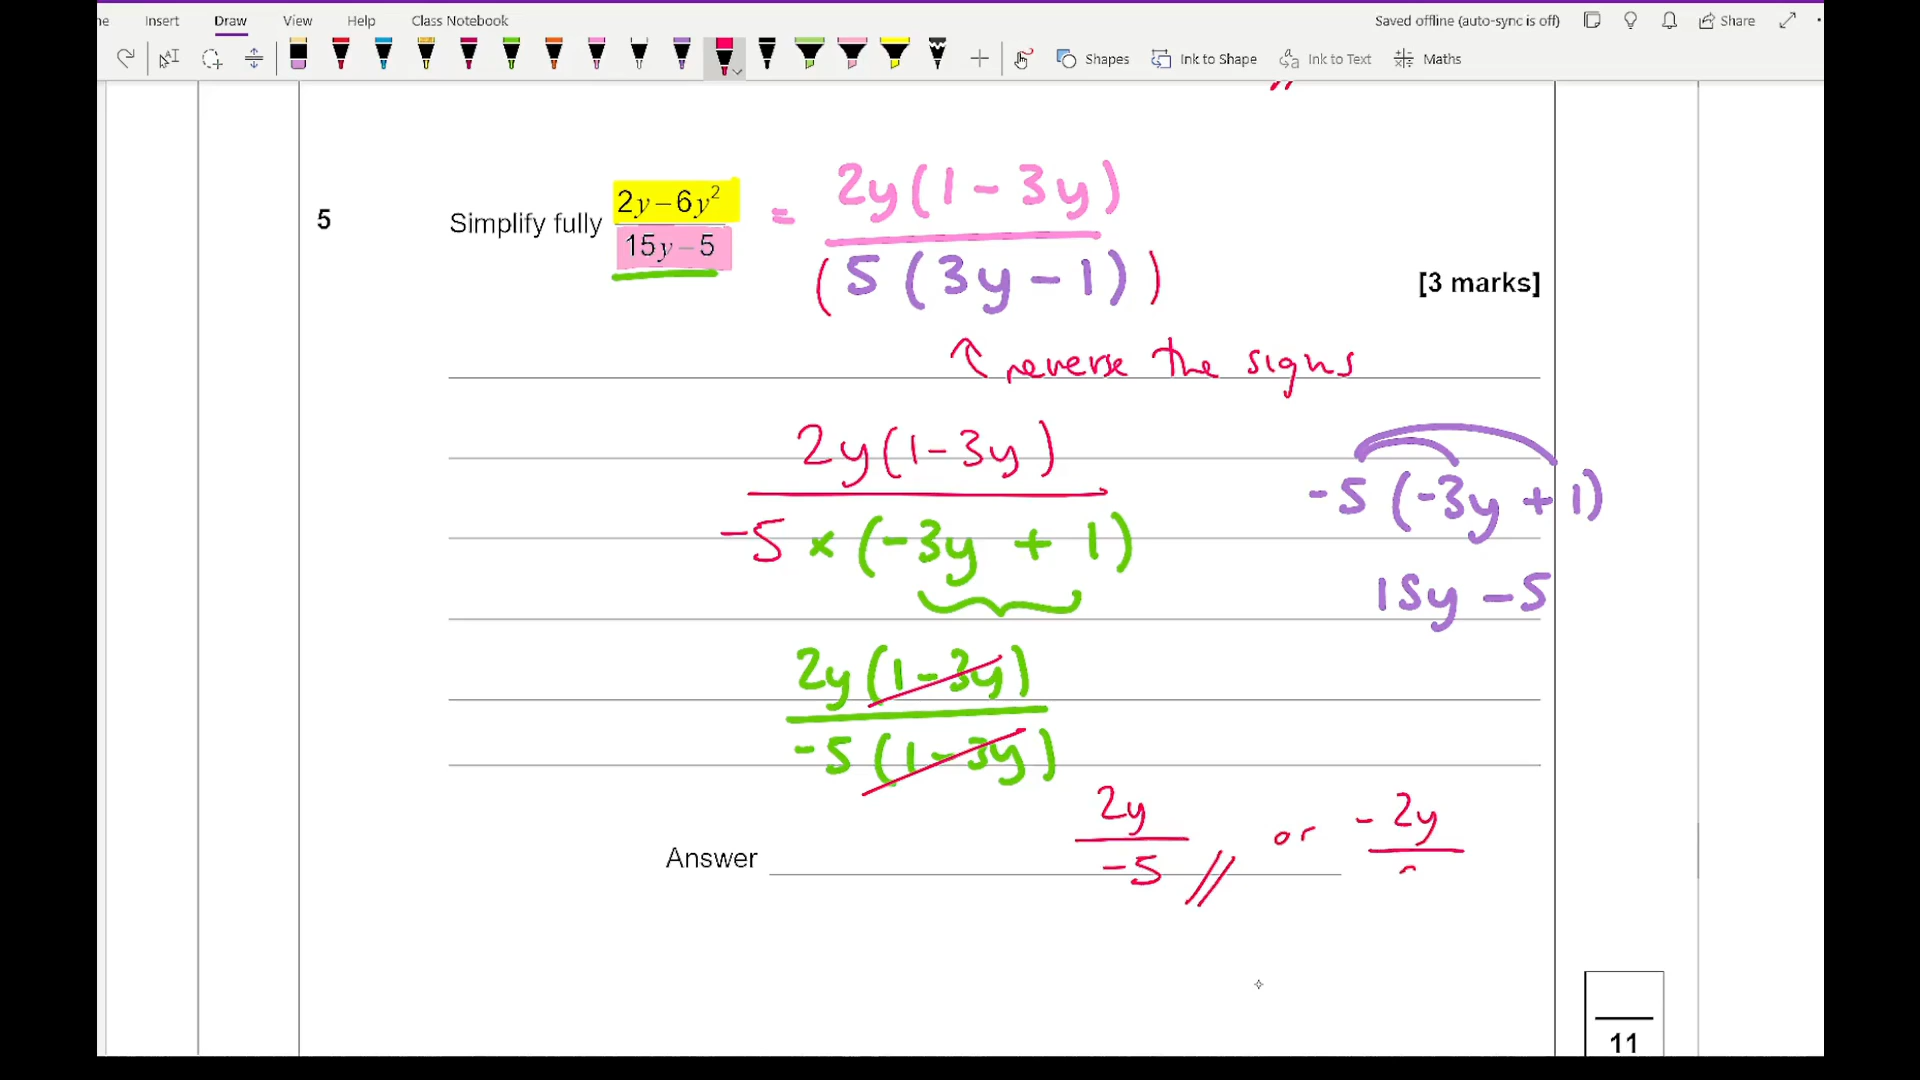 ne Insert Draw View Help Class Notebook Saved offline (auto-sync is off) Share
Shapes Ink to Shape Ink to Text Maths
5 Simplify fully 2y – 6y² / 15y – 5 = 2y(1 - 3y) / (5(3y - 1))
[3 marks]
reverse the signs
2y(1-3y)
-5 × (-3y + 1)
-5(-3y + 1)
15y - 5
2y(1-3y)
-5(1-3y)
Answer 2y / -5 // or - 2y
11